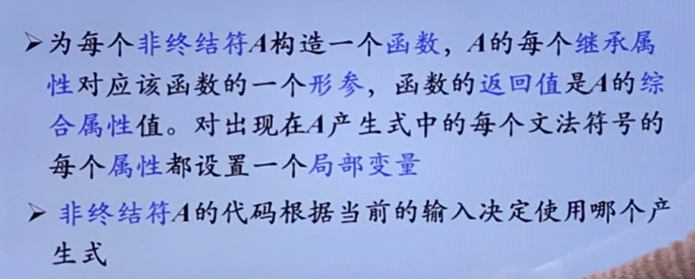 ➢为每个非终结符A构造一个函数，A的每个继承属
性对应该函数的一个形参，函数的返回值是A的综
合属性值。对出现在A产生式中的每个文法符号的
每个属性都设置一个局部变量
➢ 非终结符A的代码根据当前的输入决定使用哪个产
生式